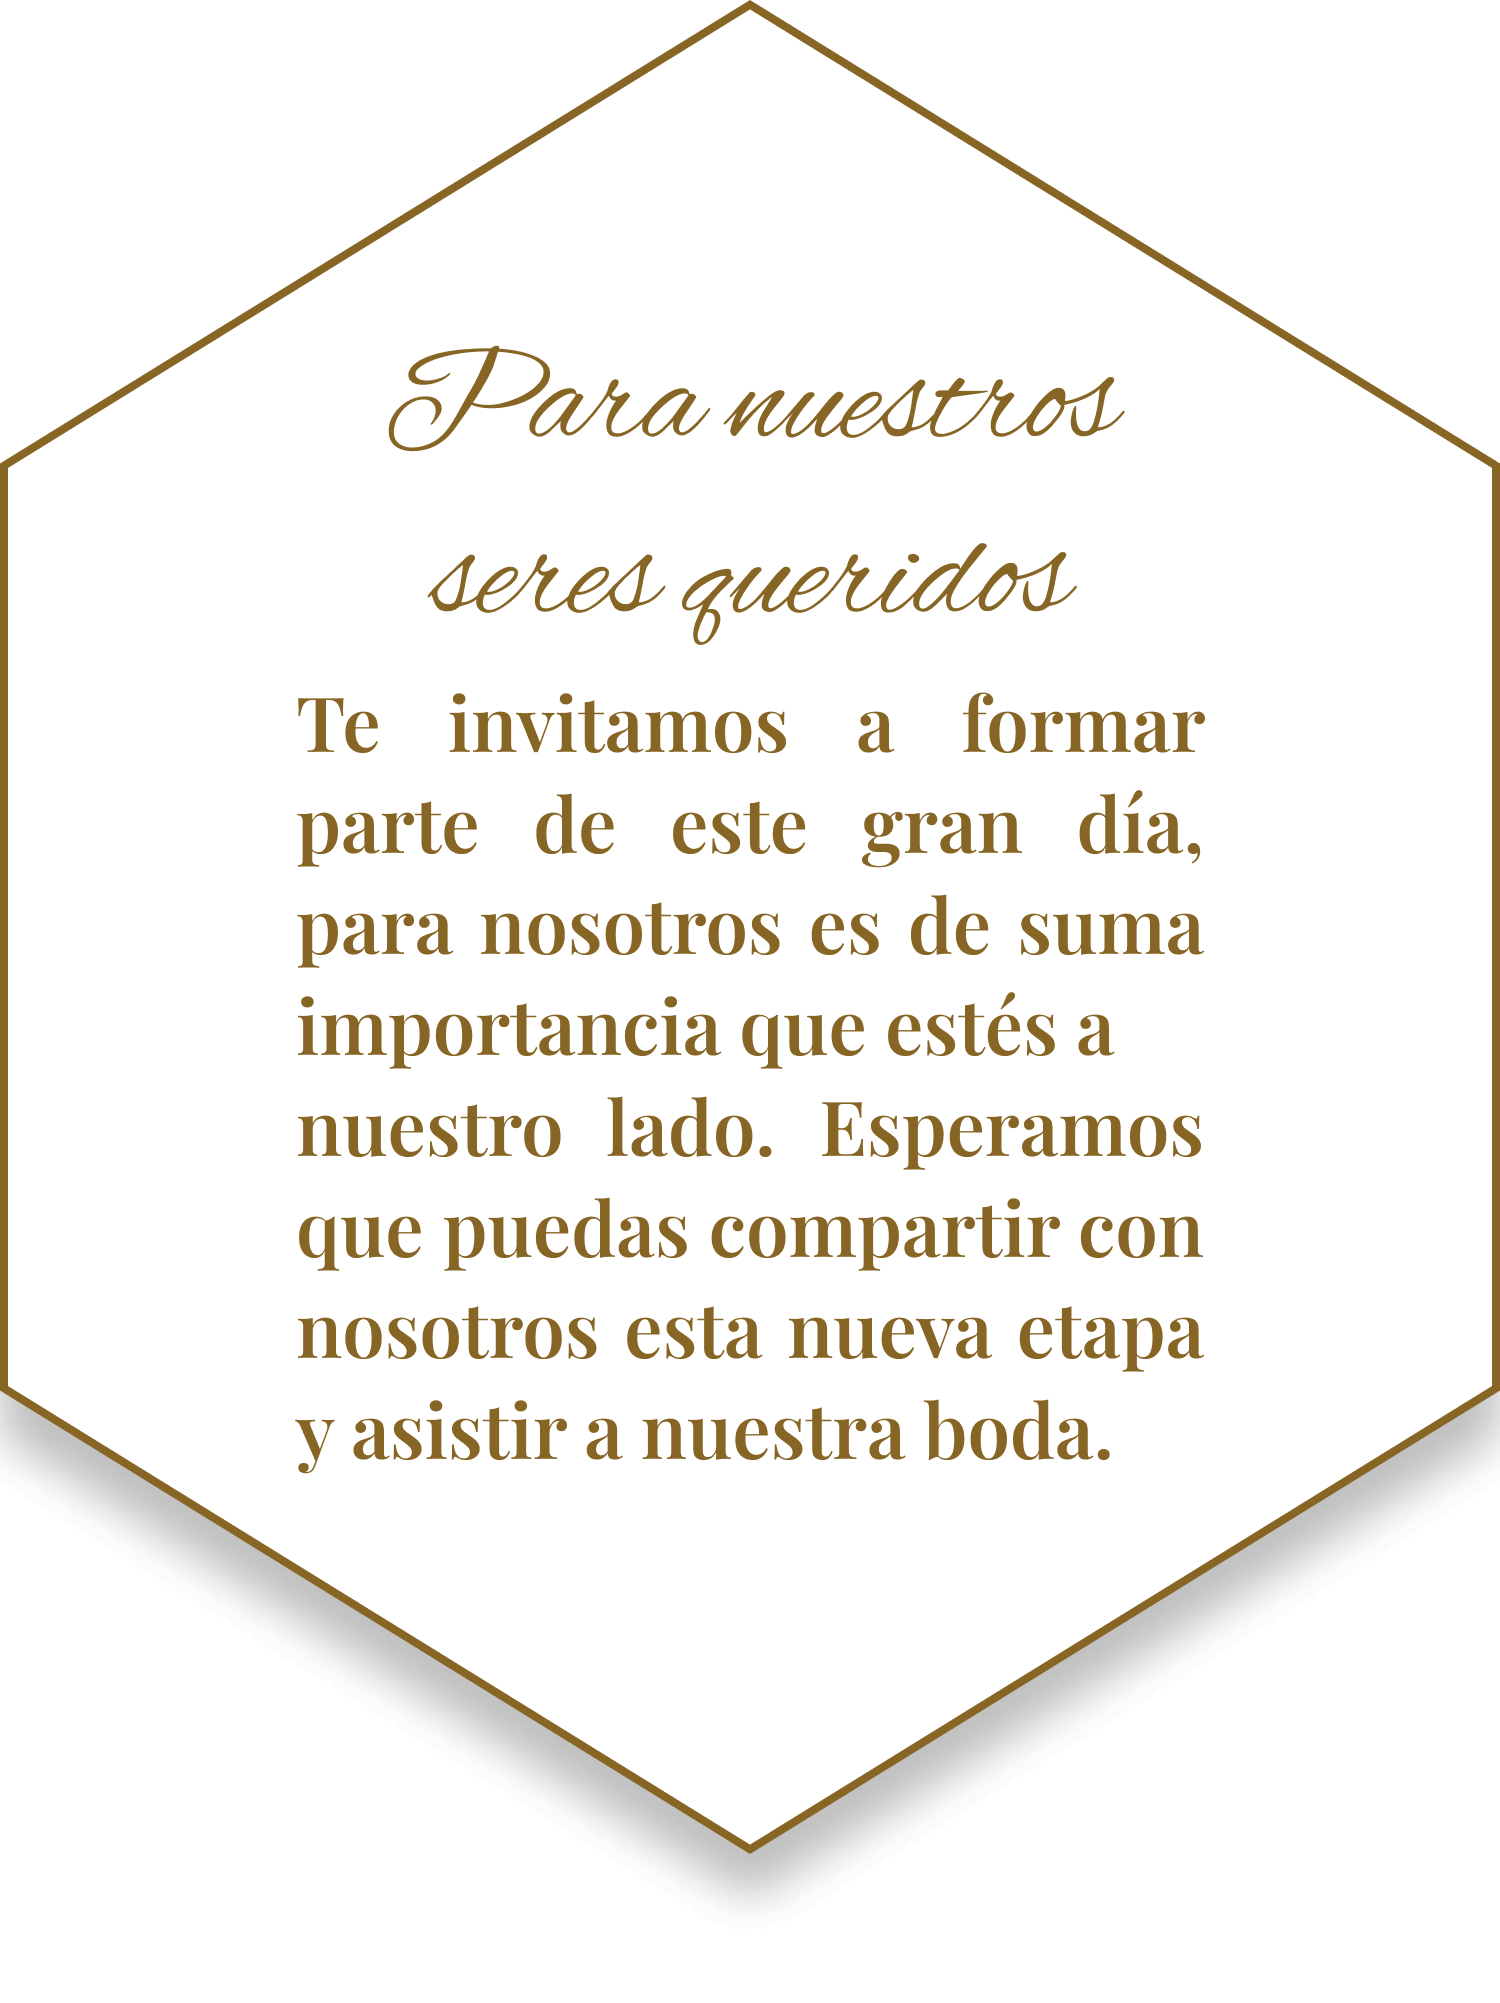 Para nuestros
seres queridos
Te invitamos a formar
parte de este gran día,
para nosotros es de suma
importancia que estés a
nuestro lado. Esperamos
que puedas compartir con
nosotros esta nueva etapa
y asistir a nuestra boda.